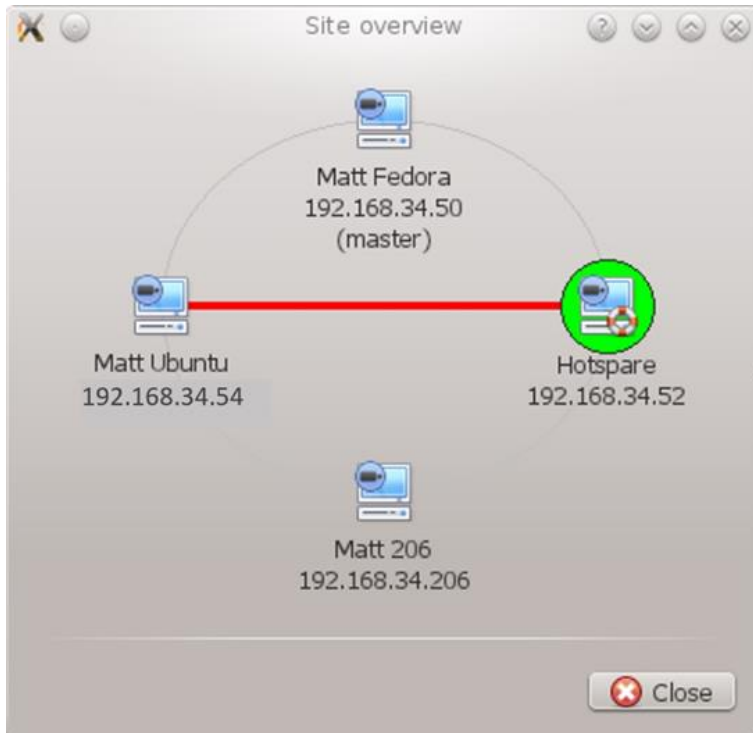 Site overview
Matt Fedora
192.168.34.50
(master)
Matt Ubuntu
192.168.34.54
Hotspare
192.168.34.52
Matt 206
192.168.34.206
Close